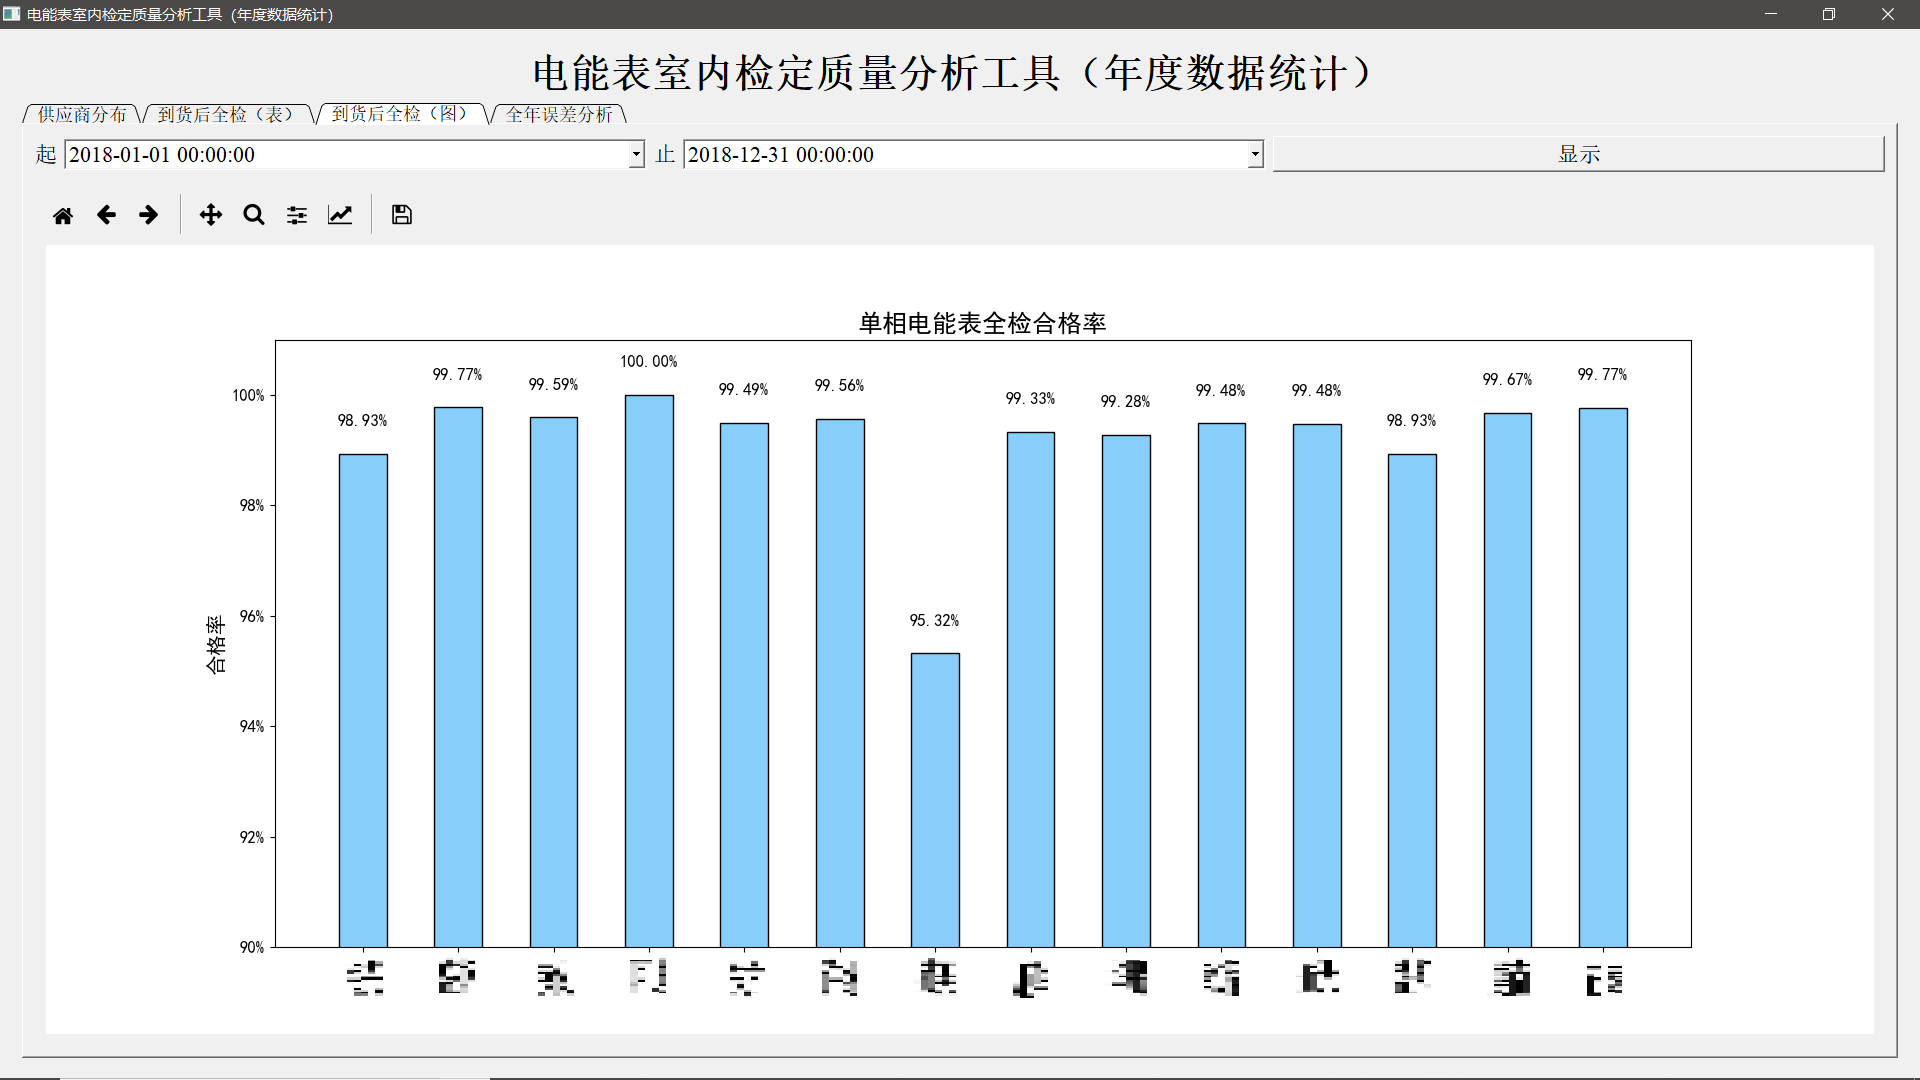 电能表室内检定质量分析工具（年度数据统计）
电能表室内检定质量分析工具（年度数据统计）
供应商分布 到货后全检（表） 到货后全检（图） 全年误差分析
起 2018-01-01 00:00:00 止 2018-12-31 00:00:00 显示
单相电能表全检合格率
98.93% 99.77% 99.59% 100.00% 99.49% 99.56% 95.32% 99.33% 99.28% 99.48% 99.48% 98.93% 99.67% 99.77%
100%
98%
96%
94%
92%
90%
合格率